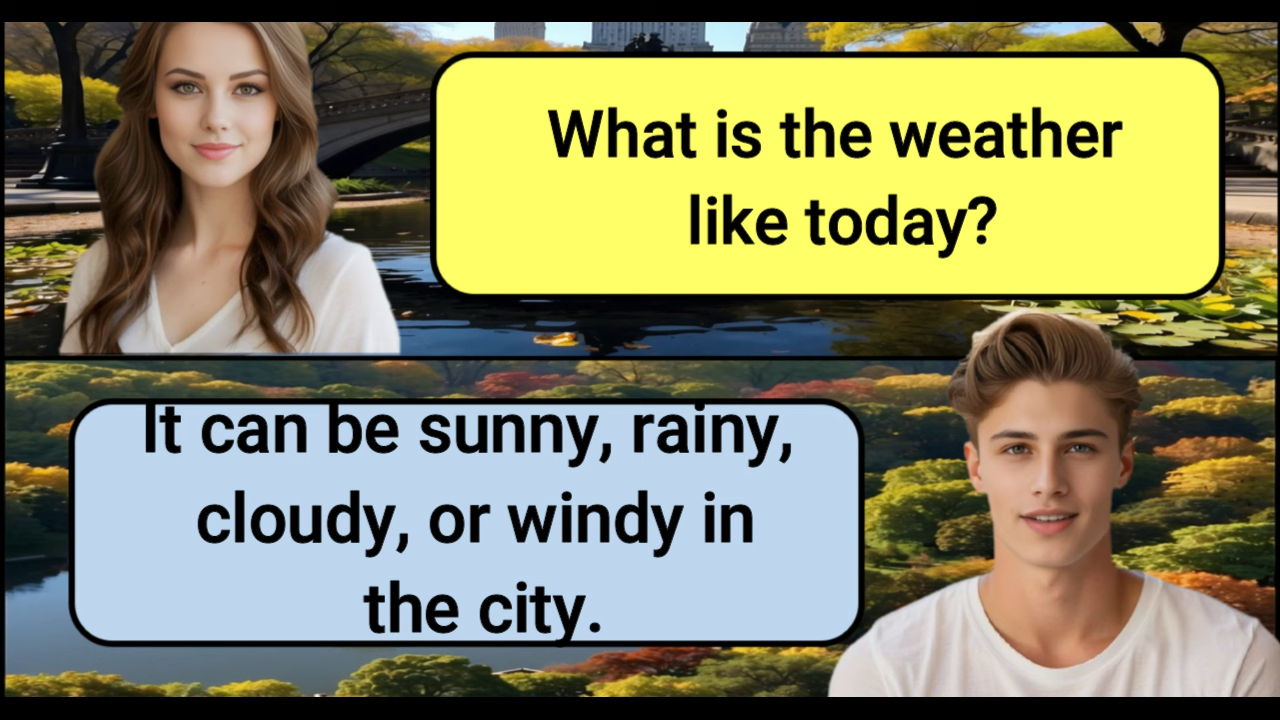 What is the weather
like today?
It can be sunny, rainy,
cloudy, or windy in
the city.